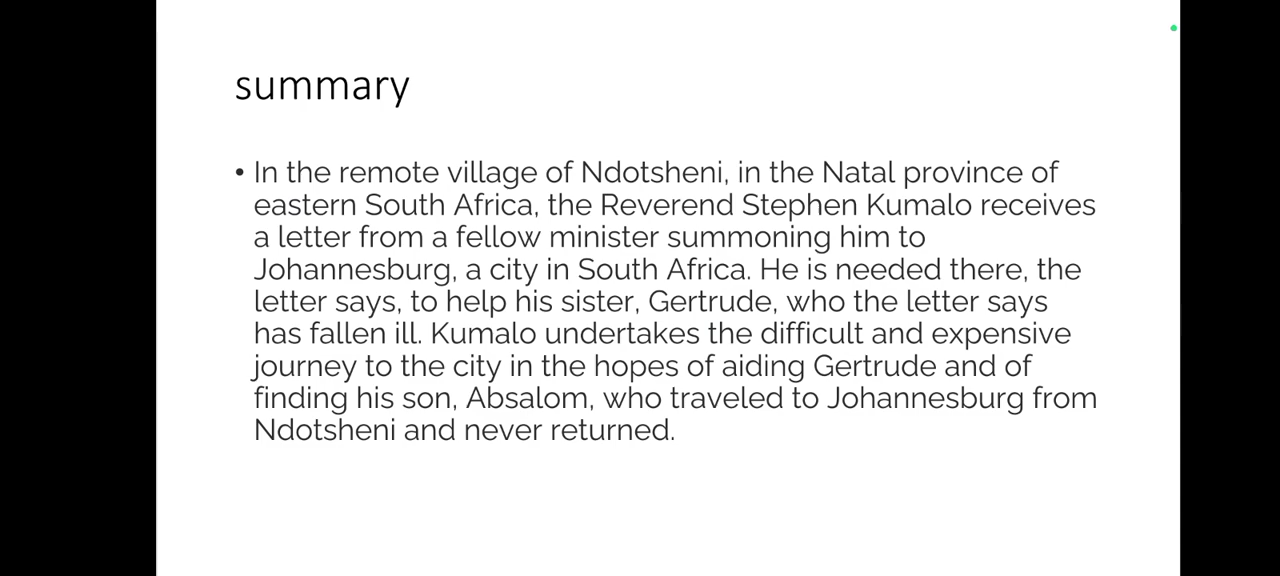 summary
• In the remote village of Ndotsheni, in the Natal province of
eastern South Africa, the Reverend Stephen Kumalo receives
a letter from a fellow minister summoning him to
Johannesburg, a city in South Africa. He is needed there, the
letter says, to help his sister, Gertrude, who the letter says
has fallen ill. Kumalo undertakes the difficult and expensive
journey to the city in the hopes of aiding Gertrude and of
finding his son, Absalom, who traveled to Johannesburg from
Ndotsheni and never returned.